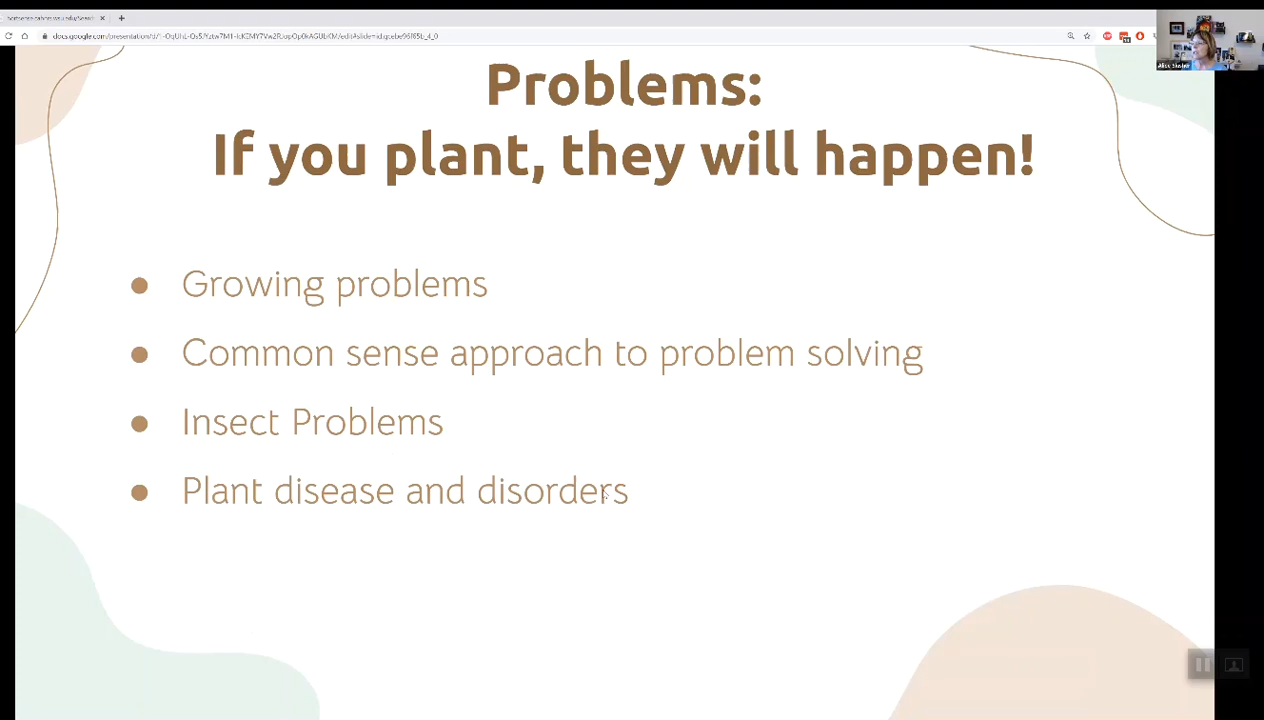 Problems:
If you plant, they will happen!
● Growing problems
● Common sense approach to problem solving
● Insect Problems
● Plant disease and disorders